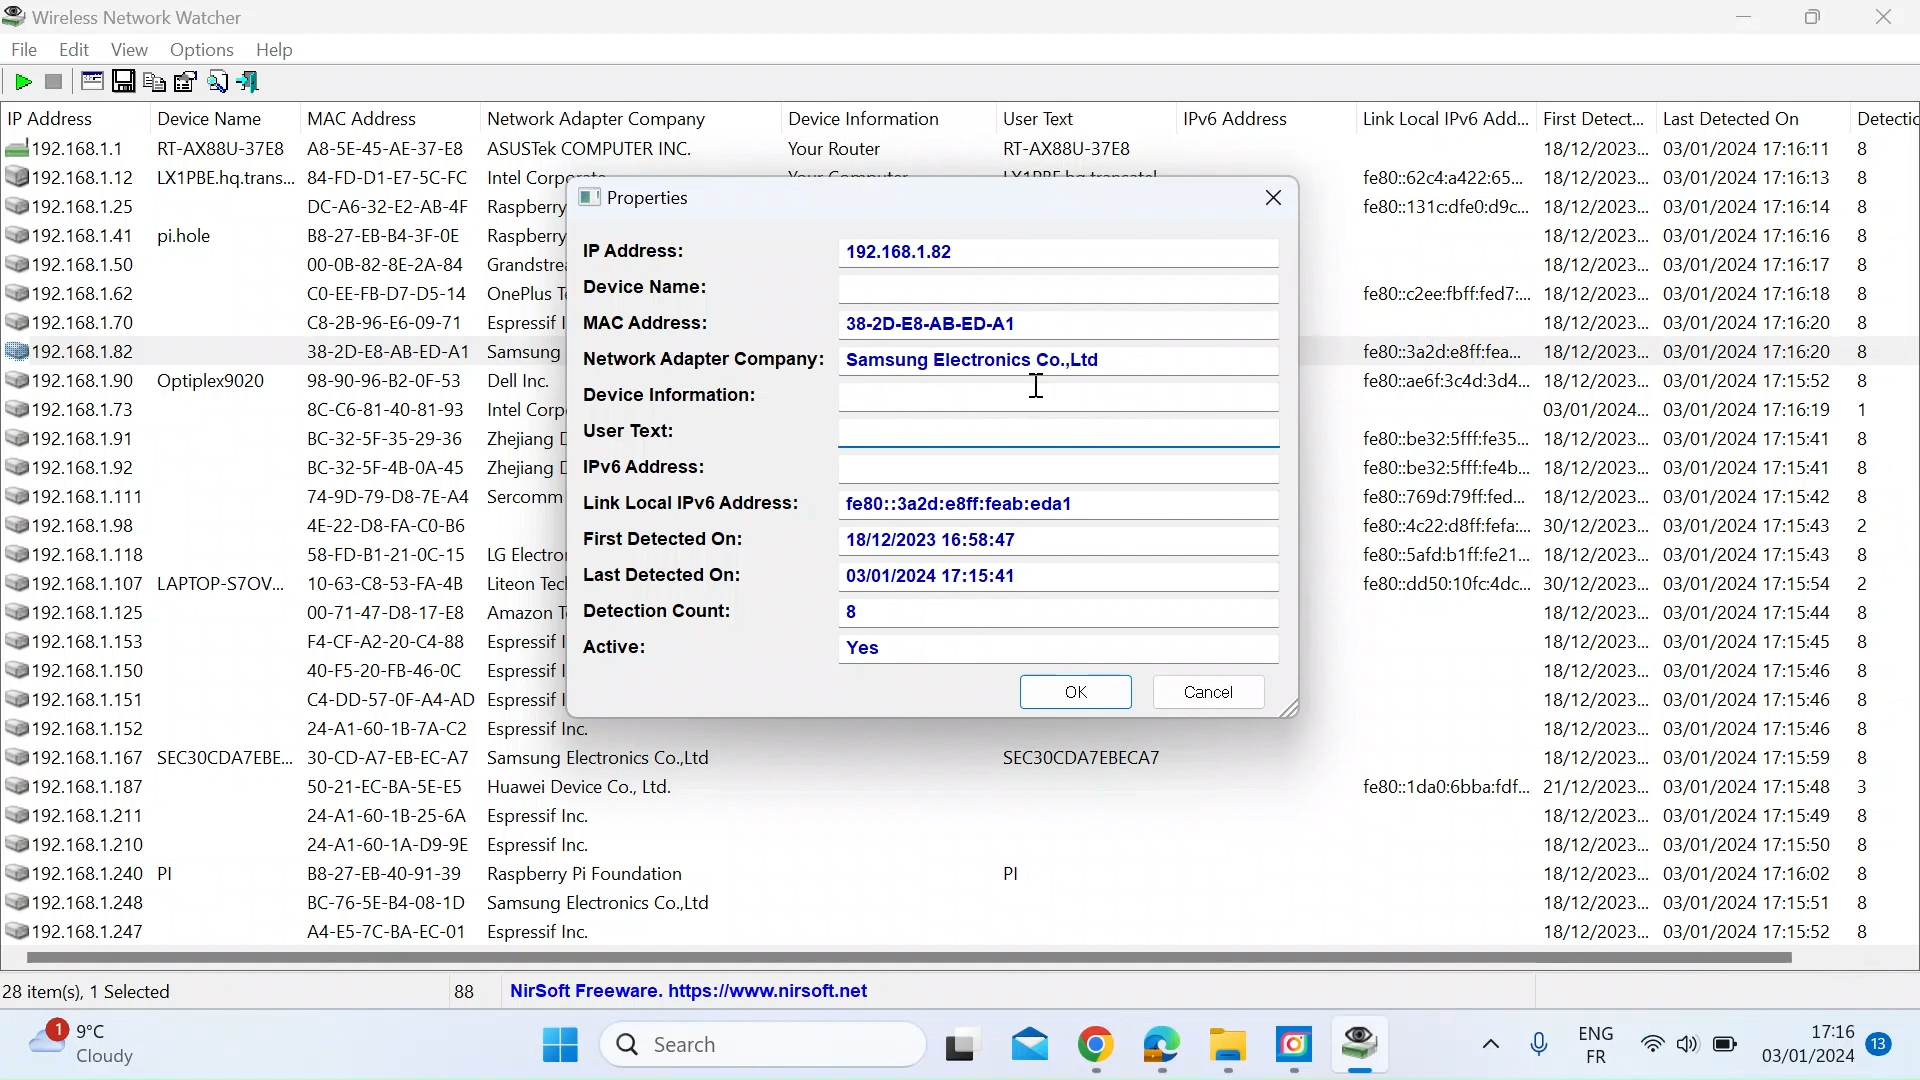 Wireless Network Watcher
File Edit View Options Help
IP Address Device Name MAC Address Network Adapter Company Device Information User Text IPv6 Address Link Local IPv6 Add... First Detect... Last Detected On Detectic
192.168.1.1 RT-AX88U-37E8 A8-5E-45-AE-37-E8 ASUSTek COMPUTER INC. Your Router RT-AX88U-37E8 18/12/2023... 03/01/2024 17:16:11 8
192.168.1.12 LX1PBE.hq.trans... 84-FD-D1-E7-5C-FC Intel fe80::62c4:a422:65... 18/12/2023... 03/01/2024 17:16:13 8
192.168.1.25 DC-A6-32-E2-AB-4F Raspberry fe80::131c:dfe0:d9c... 18/12/2023... 03/01/2024 17:16:14 8
192.168.1.41 pi.hole B8-27-EB-B4-3F-0E Raspberry 18/12/2023... 03/01/2024 17:16:16 8
192.168.1.50 00-0B-82-8E-2A-84 Grandstrea 18/12/2023... 03/01/2024 17:16:17 8
192.168.1.62 C0-EE-FB-D7-D5-14 OnePlus T fe80::c2ee:fbff:fed7:... 18/12/2023... 03/01/2024 17:16:18 8
192.168.1.70 C8-2B-96-E6-09-71 Espressif I 18/12/2023... 03/01/2024 17:16:20 8
192.168.1.82 38-2D-E8-AB-ED-A1 Samsung fe80::3a2d:e8ff:fea... 18/12/2023... 03/01/2024 17:16:20 8
192.168.1.90 Optiplex9020 98-90-96-B2-0F-53 Dell Inc. fe80::ae6f:3c4d:3d4... 18/12/2023... 03/01/2024 17:15:52 8
192.168.1.73 8C-C6-81-40-81-93 Intel Corp 03/01/2024... 03/01/2024 17:16:19 1
192.168.1.91 BC-32-5F-35-29-36 Zhejiang D fe80::be32:5fff:fe35... 18/12/2023... 03/01/2024 17:15:41 8
192.168.1.92 BC-32-5F-4B-0A-45 Zhejiang D fe80::be32:5fff:fe4b... 18/12/2023... 03/01/2024 17:15:41 8
192.168.1.111 74-9D-79-D8-7E-A4 Sercomm fe80::769d:79ff:fed... 18/12/2023... 03/01/2024 17:15:42 8
192.168.1.98 4E-22-D8-FA-C0-B6 fe80::4c22:d8ff:fefa:... 30/12/2023... 03/01/2024 17:15:43 2
192.168.1.118 58-FD-B1-21-0C-15 LG Electro fe80::5afd:b1ff:fe21... 18/12/2023... 03/01/2024 17:15:43 8
192.168.1.107 LAPTOP-S7OV... 10-63-C8-53-FA-4B Liteon Tec fe80::dd50:10fc:4dc... 30/12/2023... 03/01/2024 17:15:54 2
192.168.1.125 00-71-47-D8-17-E8 Amazon T 18/12/2023... 03/01/2024 17:15:44 8
192.168.1.153 F4-CF-A2-20-C4-88 Espressif I 18/12/2023... 03/01/2024 17:15:45 8
192.168.1.150 40-F5-20-FB-46-0C Espressif I 18/12/2023... 03/01/2024 17:15:46 8
192.168.1.151 C4-DD-57-0F-A4-AD Espressif I 18/12/2023... 03/01/2024 17:15:46 8
192.168.1.152 24-A1-60-1B-7A-C2 Espressif Inc. 18/12/2023... 03/01/2024 17:15:46 8
192.168.1.167 SEC30CDA7EBE... 30-CD-A7-EB-EC-A7 Samsung Electronics Co.,Ltd SEC30CDA7EBECA7 18/12/2023... 03/01/2024 17:15:59 8
192.168.1.187 50-21-EC-BA-5E-E5 Huawei Device Co., Ltd. fe80::1da0:6bba:fdf... 21/12/2023... 03/01/2024 17:15:48 3
192.168.1.211 24-A1-60-1B-25-6A Espressif Inc. 18/12/2023... 03/01/2024 17:15:49 8
192.168.1.210 24-A1-60-1A-D9-9E Espressif Inc. 18/12/2023... 03/01/2024 17:15:50 8
192.168.1.240 PI B8-27-EB-40-91-39 Raspberry Pi Foundation PI 18/12/2023... 03/01/2024 17:16:02 8
192.168.1.248 BC-76-5E-B4-08-1D Samsung Electronics Co.,Ltd 18/12/2023... 03/01/2024 17:15:51 8
192.168.1.247 A4-E5-7C-BA-EC-01 Espressif Inc. 18/12/2023... 03/01/2024 17:15:52 8
Properties
IP Address: 192.168.1.82
Device Name:
MAC Address: 38-2D-E8-AB-ED-A1
Network Adapter Company: Samsung Electronics Co.,Ltd
Device Information:
User Text:
IPv6 Address:
Link Local IPv6 Address: fe80::3a2d:e8ff:feab:eda1
First Detected On: 18/12/2023 16:58:47
Last Detected On: 03/01/2024 17:15:41
Detection Count: 8
Active: Yes
OK Cancel
28 item(s), 1 Selected 88 NirSoft Freeware. https://www.nirsoft.net
1 9°C
Cloudy
Search
ENG
FR
17:16
03/01/2024
13